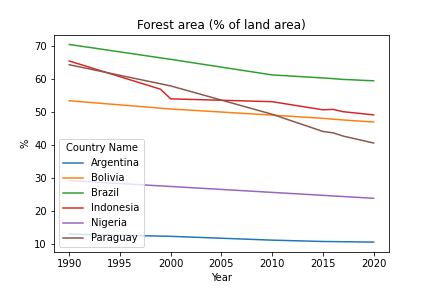 Forest area (% of land area)
%
70
60
50
40
30
20
10
Country Name
Argentina
Bolivia
Brazil
Indonesia
Nigeria
Paraguay
1990 1995 2000 2005 2010 2015 2020
Year